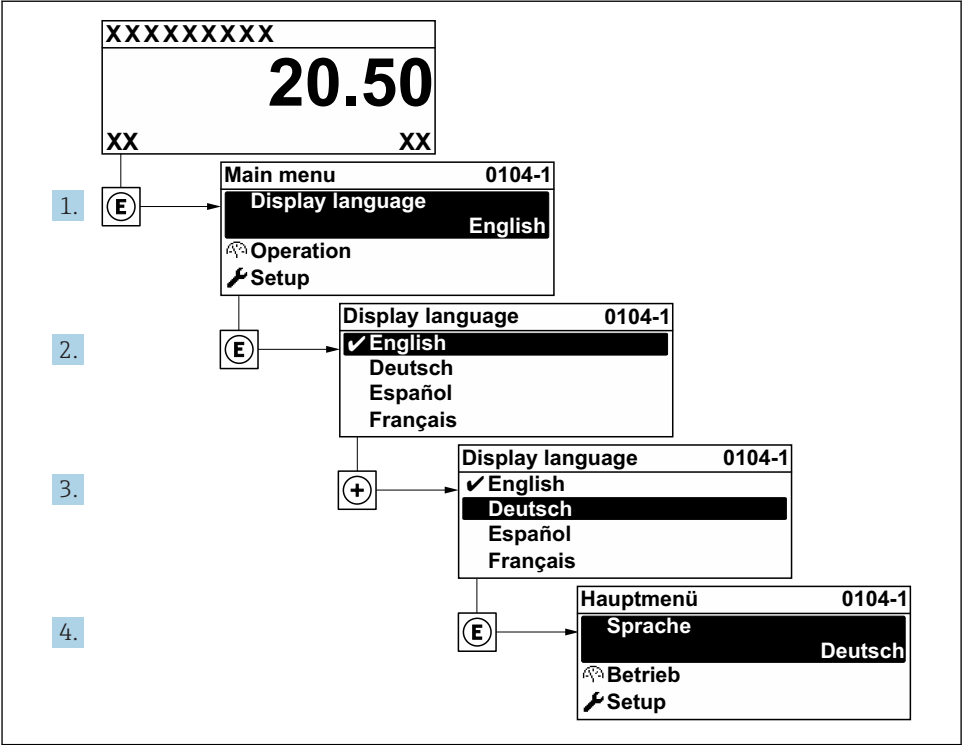 XXXXXXXXX
20.50
XX XX
1.
E
Main menu 0104-1
Display language
English
Operation
Setup
2.
E
Display language 0104-1
✔ English
Deutsch
Español
Français
3.
+
Display language 0104-1
✔ English
Deutsch
Español
Français
4.
E
Hauptmenü 0104-1
Sprache
Deutsch
Betrieb
Setup